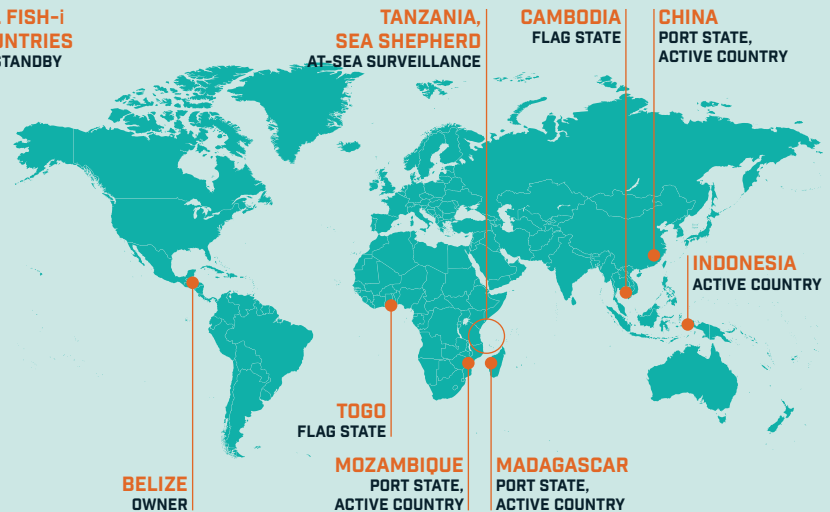 FISH-i
STANDBY
TANZANIA,
SEA SHEPHERD
AT-SEA SURVEILLANCE
CAMBODIA
FLAG STATE
CHINA
PORT STATE,
ACTIVE COUNTRY
INDONESIA
ACTIVE COUNTRY
TOGO
FLAG STATE
BELIZE
OWNER
MOZAMBIQUE
PORT STATE,
ACTIVE COUNTRY
MADAGASCAR
PORT STATE,
ACTIVE COUNTRY